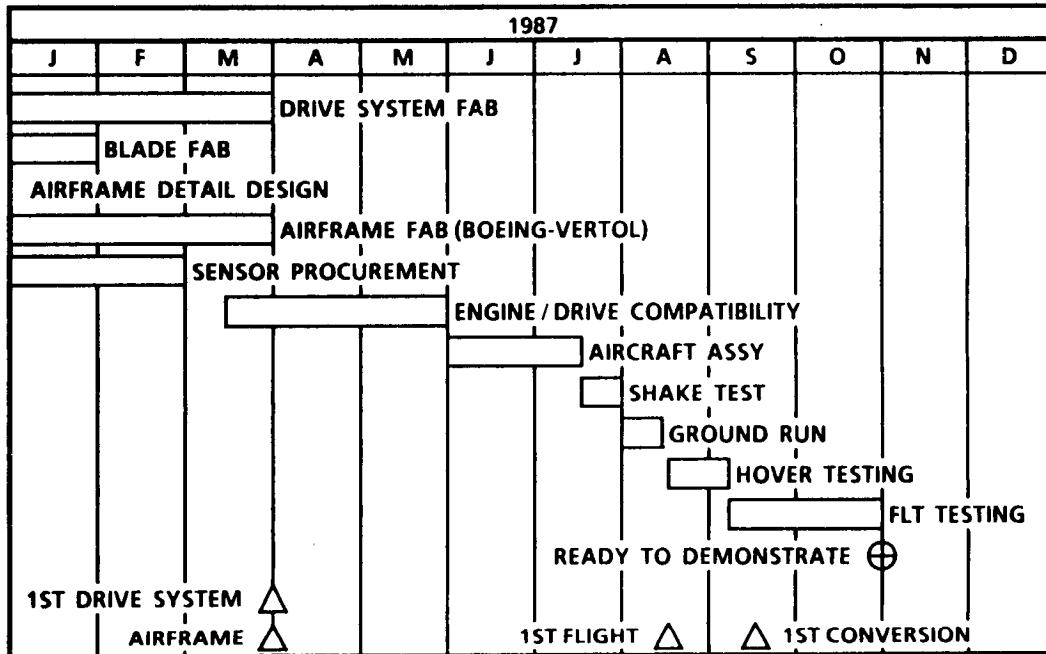 1987
J F M A M J J A S O N D
DRIVE SYSTEM FAB
BLADE FAB
AIRFRAME DETAIL DESIGN
AIRFRAME FAB (BOEING-VERTOL)
SENSOR PROCUREMENT
ENGINE / DRIVE COMPATIBILITY
AIRCRAFT ASSY
SHAKE TEST
GROUND RUN
HOVER TESTING
FLT TESTING
READY TO DEMONSTRATE
1ST DRIVE SYSTEM
AIRFRAME 1ST FLIGHT 1ST CONVERSION